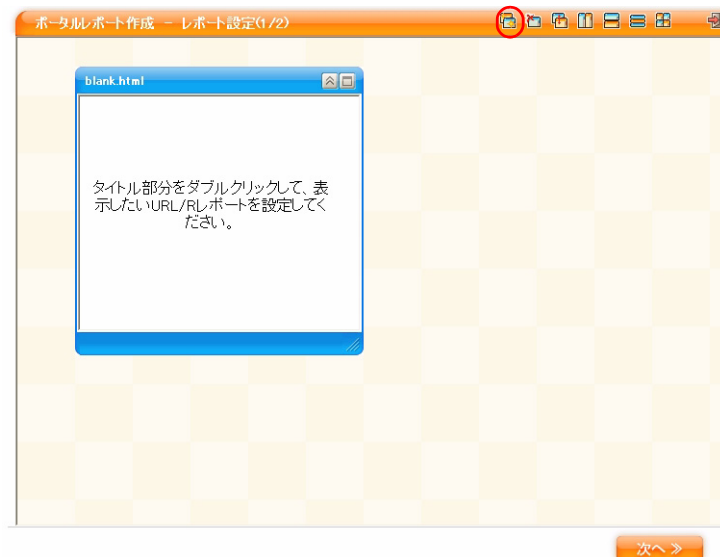 ポータルレポート作成 － レポート設定(1/2)
blank.html
タイトル部分をダブルクリックして、表
示したいURL/Rレポートを設定してく
ださい。
次へ ≫